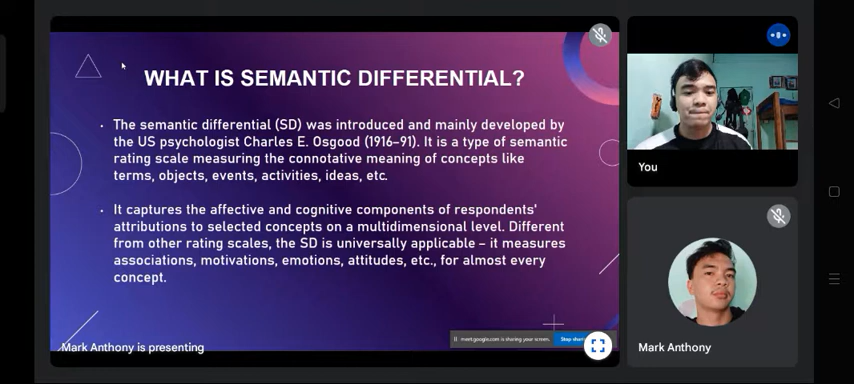 WHAT IS SEMANTIC DIFFERENTIAL?
• The semantic differential (SD) was introduced and mainly developed by
the US psychologist Charles E. Osgood (1916–91). It is a type of semantic
rating scale measuring the connotative meaning of concepts like
terms, objects, events, activities, ideas, etc.
• It captures the affective and cognitive components of respondents'
attributions to selected concepts on a multidimensional level. Different
from other rating scales, the SD is universally applicable – it measures
associations, motivations, emotions, attitudes, etc., for almost every
concept.
meet.google.com is sharing your screen.
Stop
Mark Anthony is presenting
You
Mark Anthony